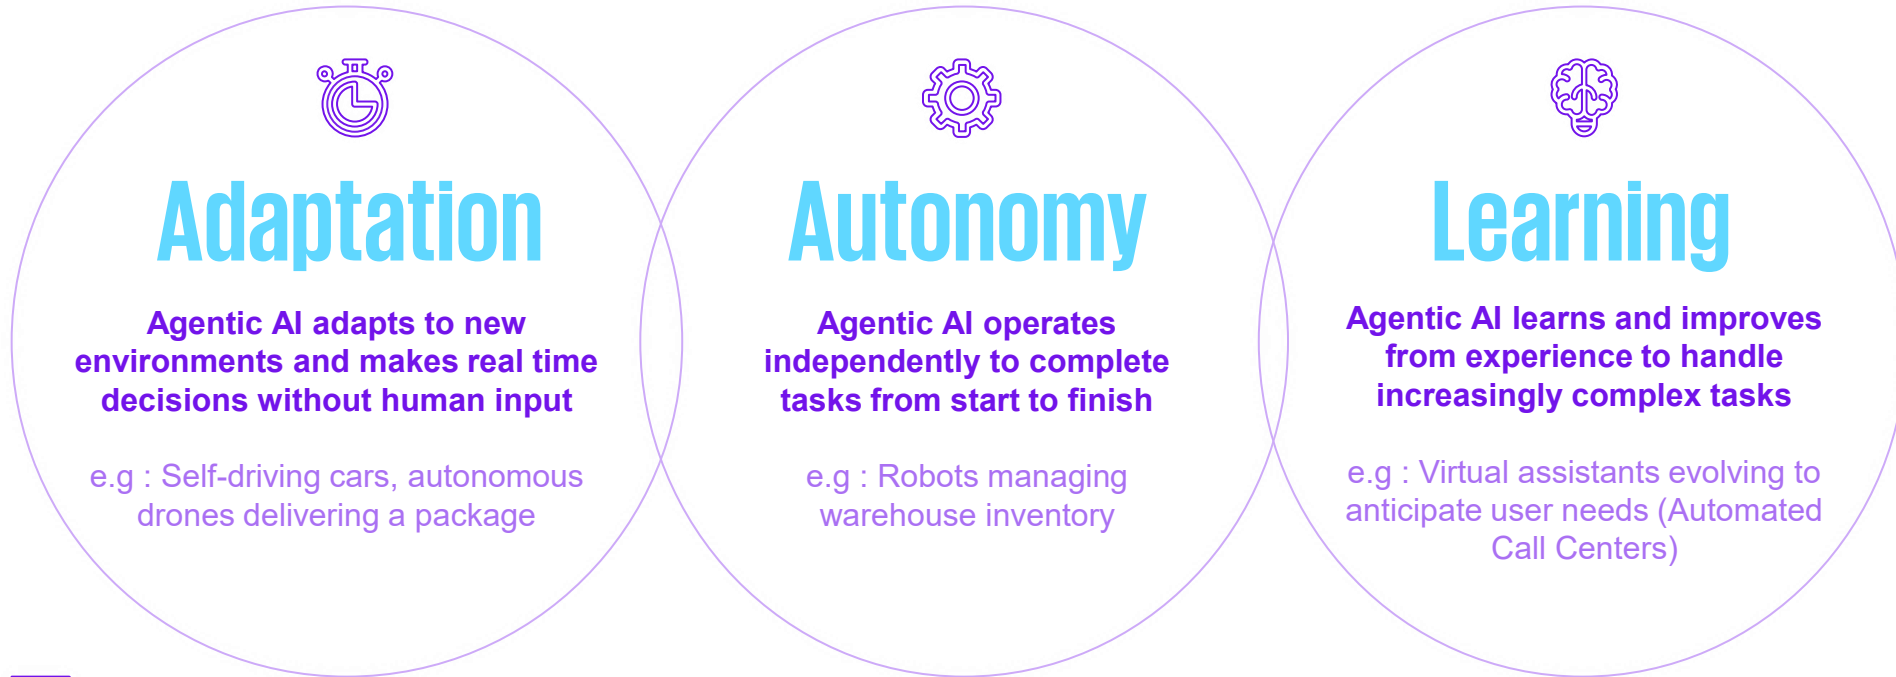 Adaptation
Agentic AI adapts to new
environments and makes real time
decisions without human input
e.g : Self-driving cars, autonomous
drones delivering a package
Autonomy
Agentic AI operates
independently to complete
tasks from start to finish
e.g : Robots managing
warehouse inventory
Learning
Agentic AI learns and improves
from experience to handle
increasingly complex tasks
e.g : Virtual assistants evolving to
anticipate user needs (Automated
Call Centers)